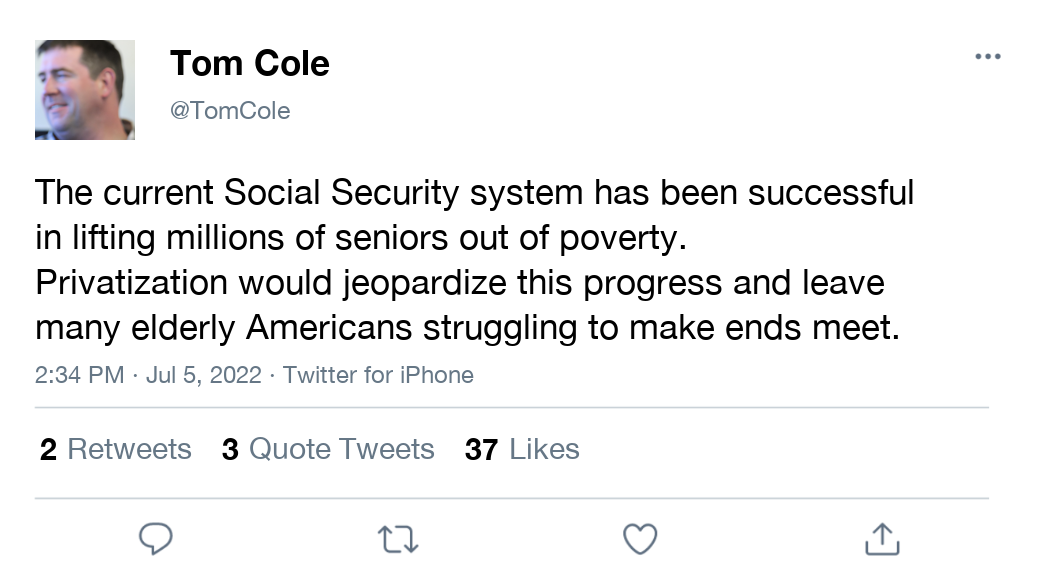 Tom Cole
@TomCole
The current Social Security system has been successful
in lifting millions of seniors out of poverty.
Privatization would jeopardize this progress and leave
many elderly Americans struggling to make ends meet.
2:34 PM · Jul 5, 2022 · Twitter for iPhone
2 Retweets 3 Quote Tweets 37 Likes